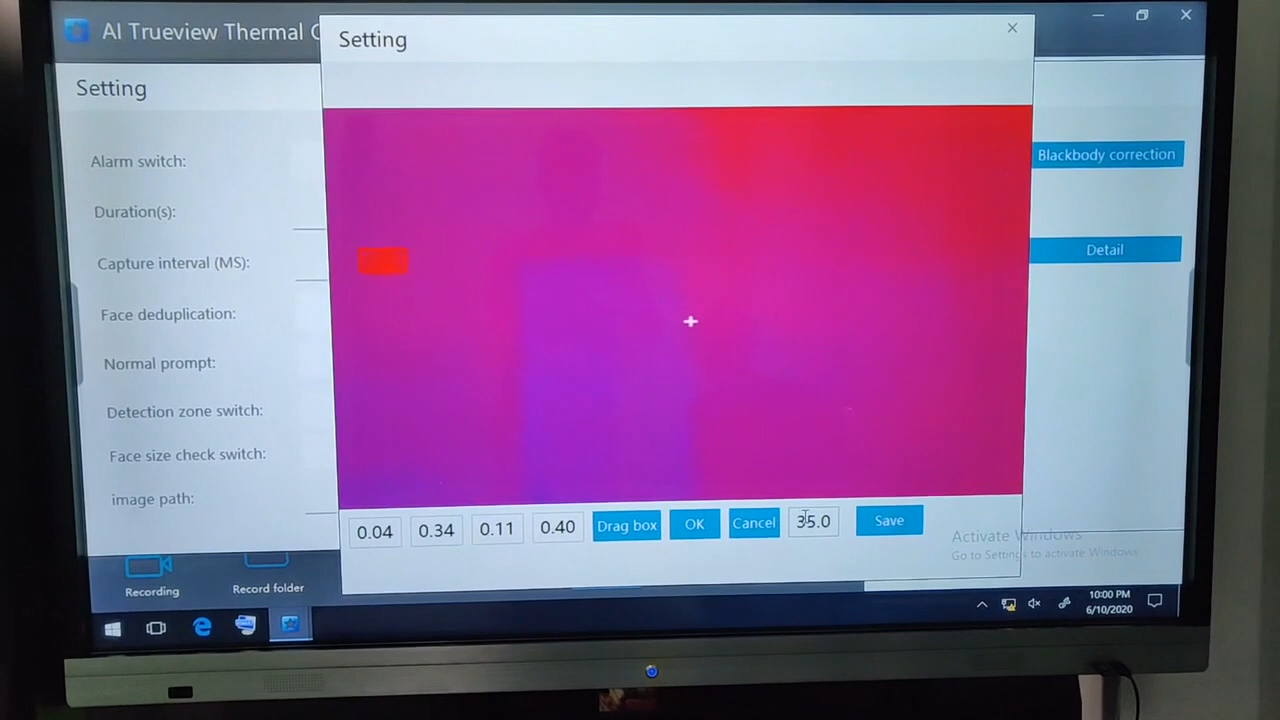 AI Trueview Thermal
Setting
Setting
Alarm switch:
Duration(s):
Capture interval (MS):
Face deduplication:
Normal prompt:
Detection zone switch:
Face size check switch:
image path:
Blackbody correction
Detail
0.04 0.34 0.11 0.40 Drag box OK Cancel 35.0 Save
Activate Windows
Go to Settings to activate Windows
Recording Record folder
10:00 PM
6/10/2020